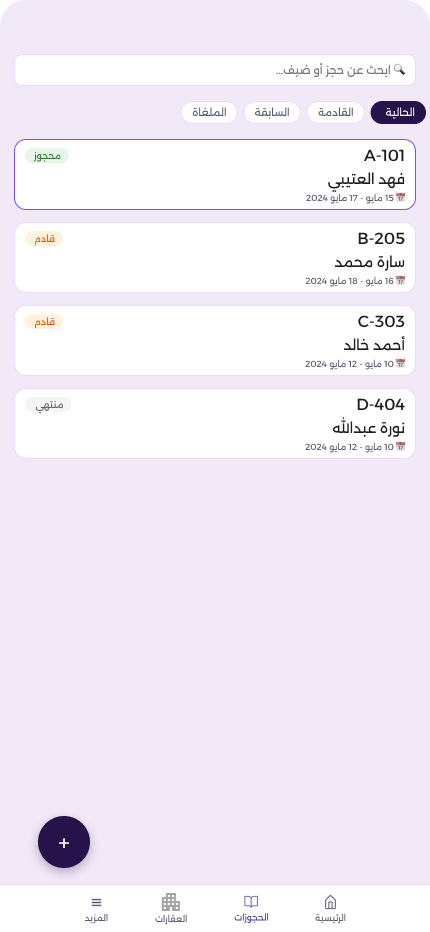 ابحث عن حجز أو ضيف...
الحالية القادمة السابقة الملغاة
A-101 محجوز
فهد العتيبي
15 مايو - 17 مايو 2024
B-205 قادم
سارة محمد
16 مايو - 18 مايو 2024
C-303 قادم
أحمد خالد
10 مايو - 12 مايو 2024
D-404 منتهي
نورة عبدالله
10 مايو - 12 مايو 2024
+
الرئيسية الحجوزات العقارات المزيد